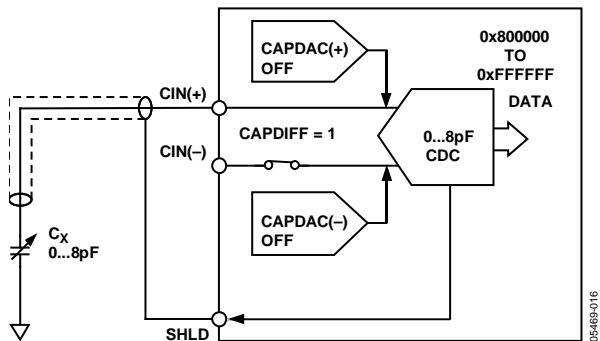 CAPDAC(+)
OFF
0x800000
TO
0xFFFFFF
DATA
CIN(+)
CAPDIFF = 1
0...8pF
CDC
CIN(–)
CAPDAC(–)
OFF
CX
0...8pF
SHLD
05469-016